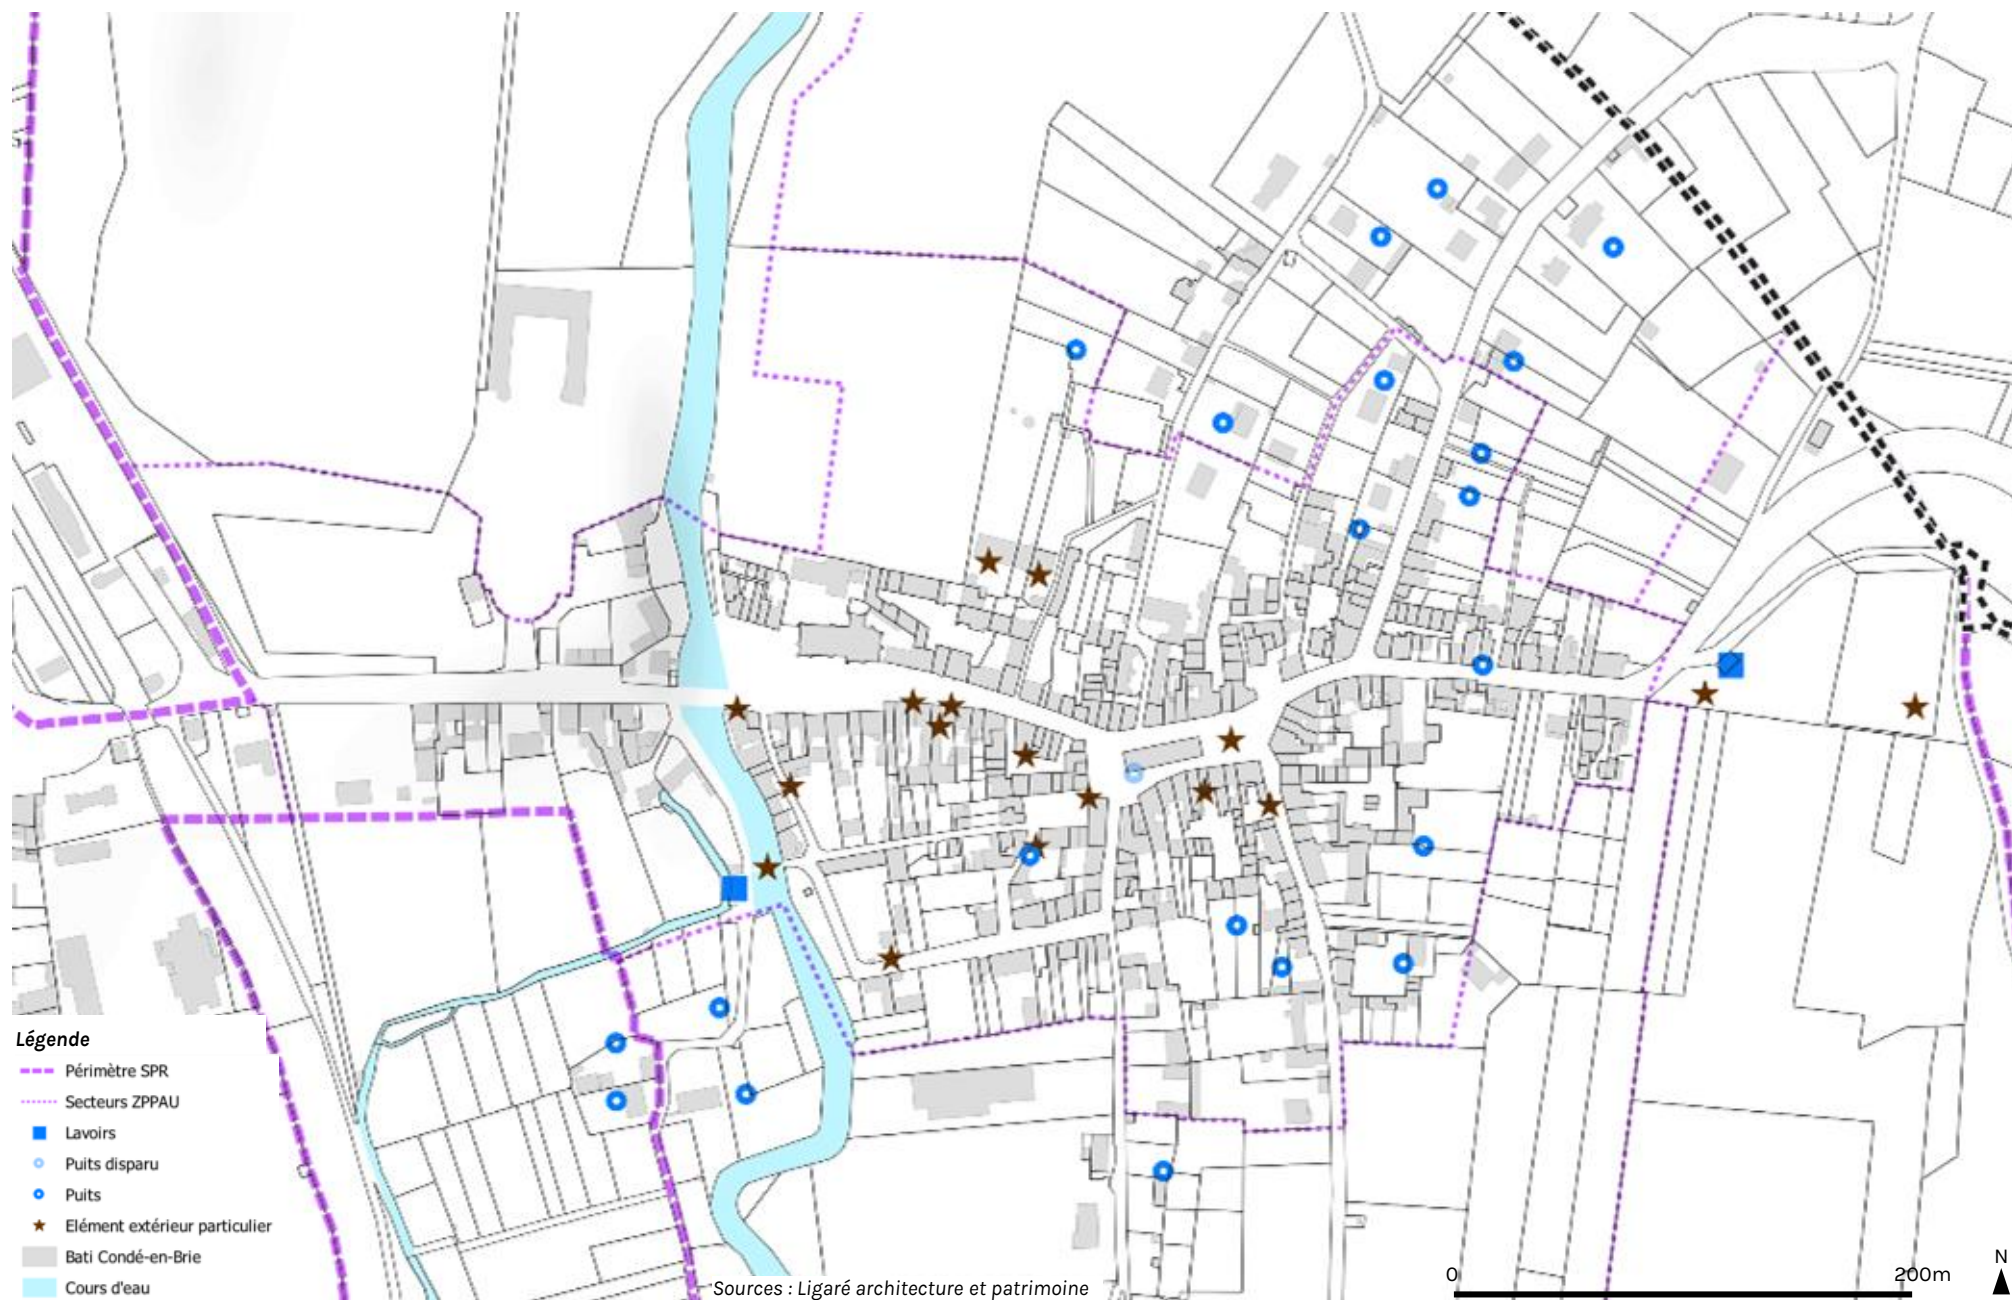 Légende
Périmètre SPR
Secteurs ZPPAU
Lavoirs
Puits disparu
Puits
Elément extérieur particulier
Bati Condé-en-Brie
Cours d'eau
Sources : Ligaré architecture et patrimoine
0 200m
N